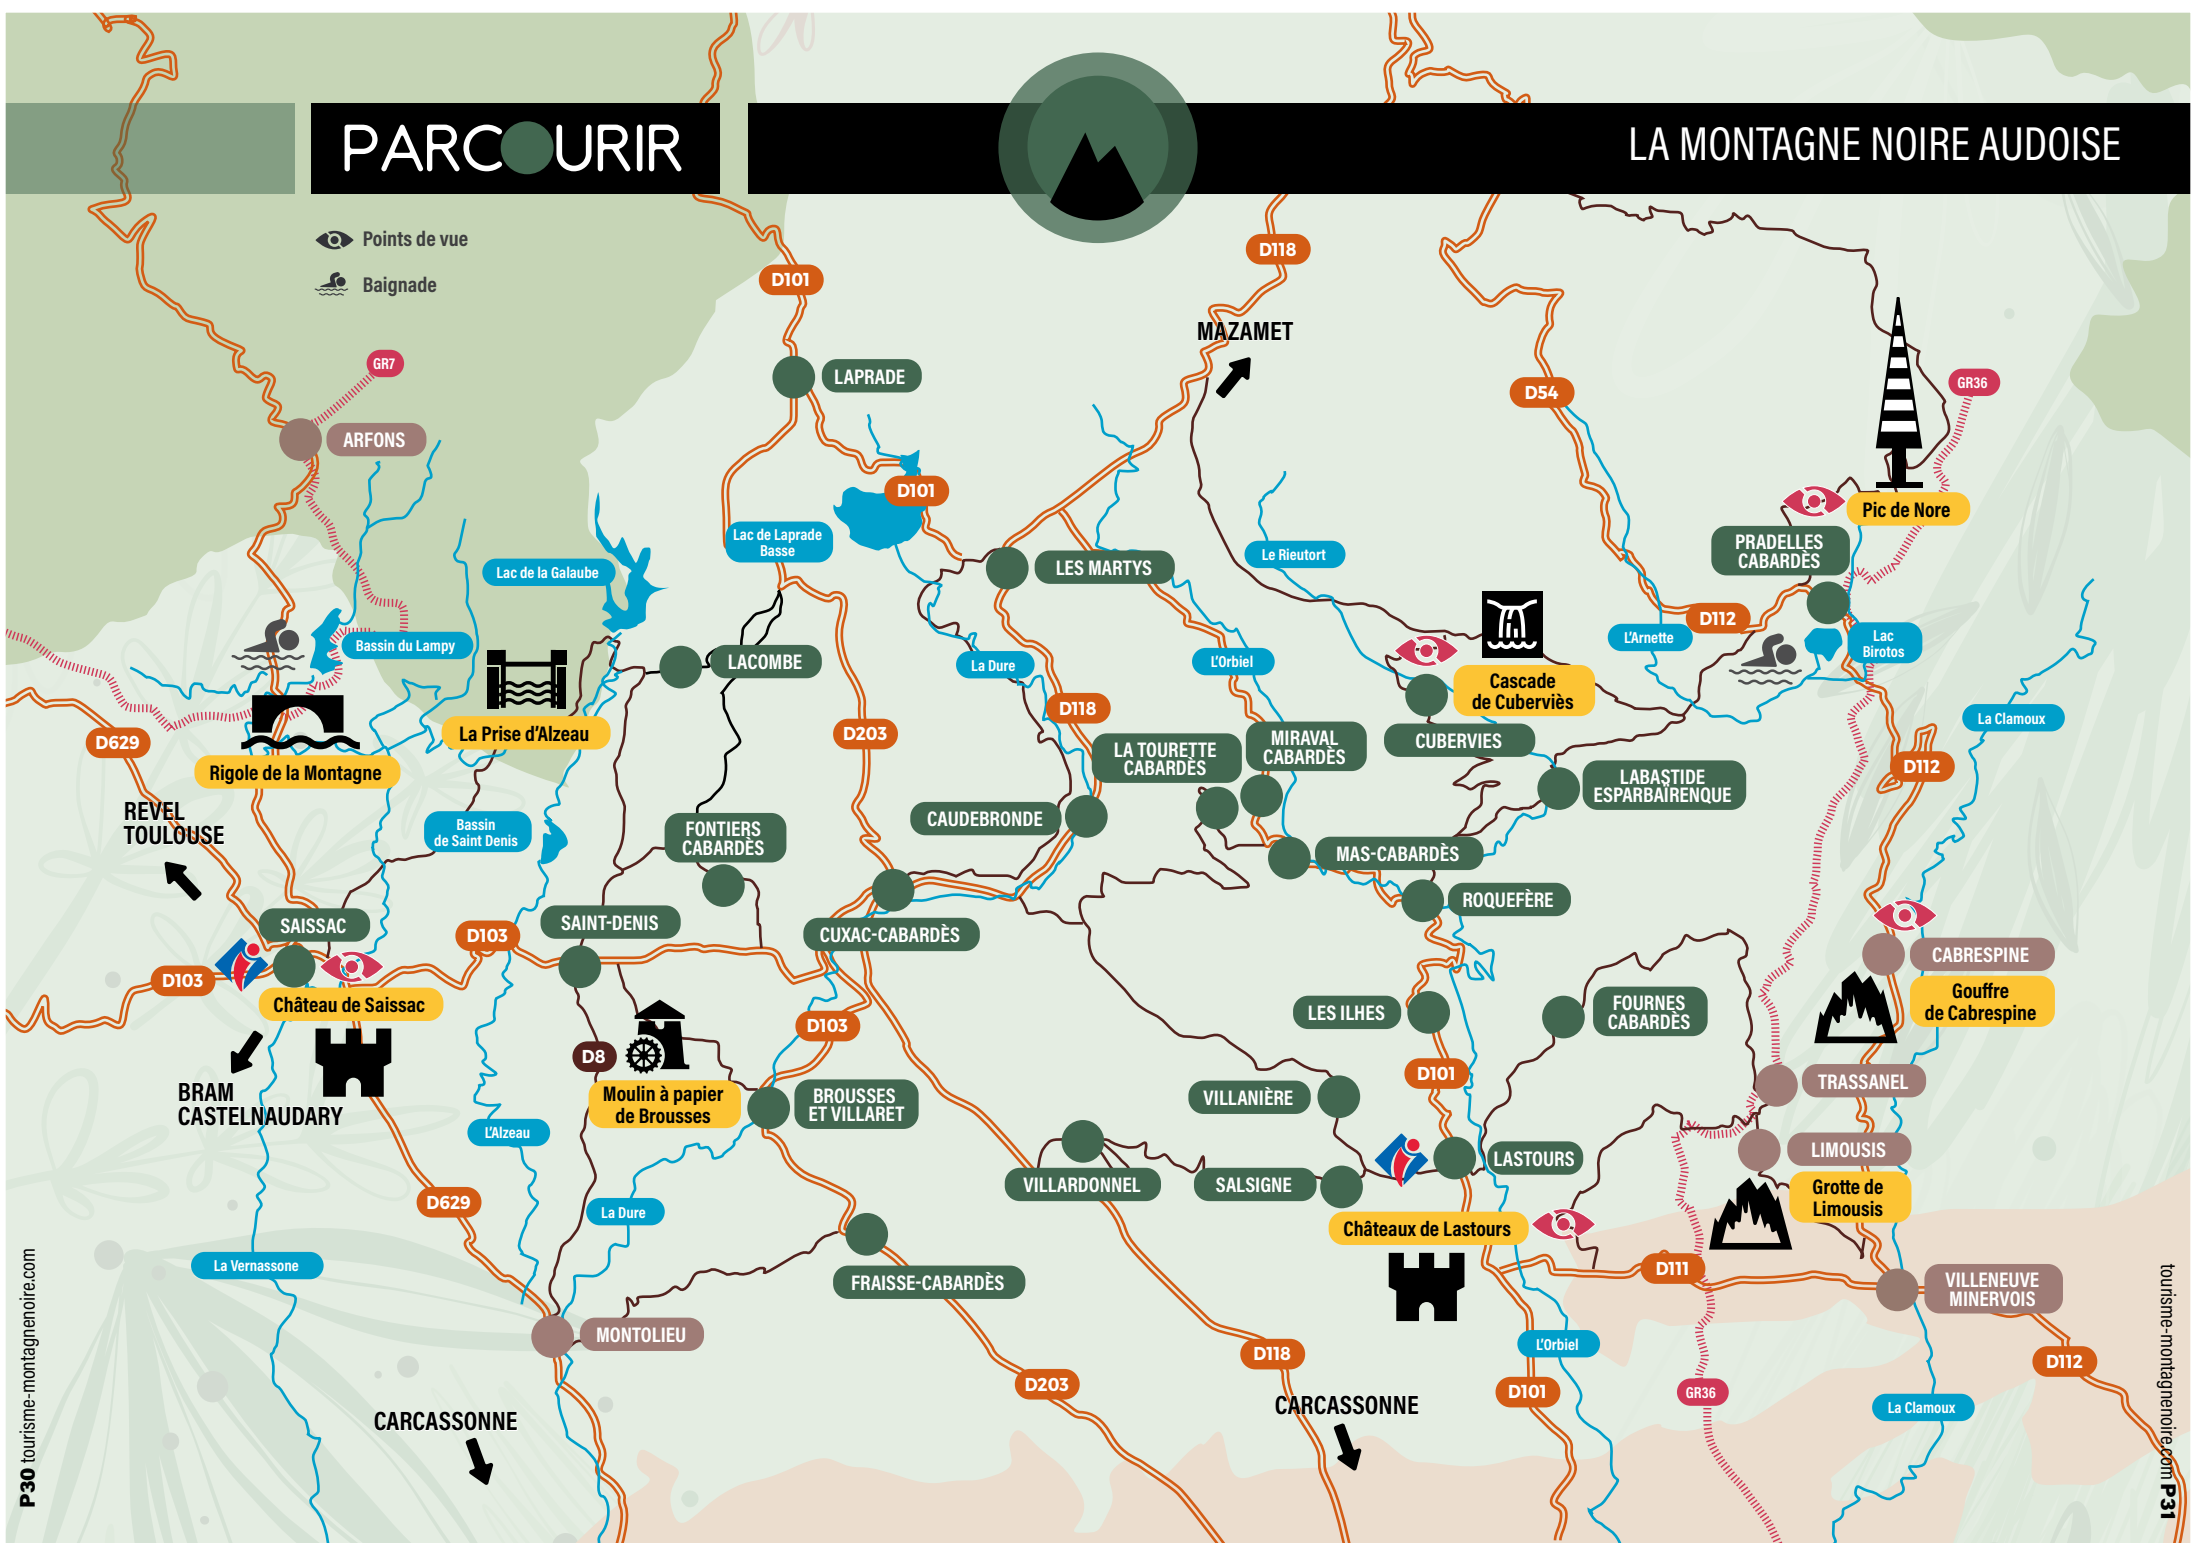 PARCOURIR
LA MONTAGNE NOIRE AUDOISE
Points de vue
Baignade
D101
D118
MAZAMET
GR7
LAPRADE
D54
GR36
ARFONS
D101
Pic de Nore
Lac de Laprade
Basse
PRADELLES
CABARDÈS
Lac de la Galaube
LES MARTYS
Le Rieutort
D112
L'Arnette
Lac
Birotos
Bassin du Lampy
LACOMBE
La Dure
L'Orbiel
Cascade
de Cuberviès
D118
La Clamoux
La Prise d'Alzeau
D203
D629
CUBERVIES
MIRAVAL
CABARDÈS
LA TOURETTE
CABARDÈS
Rigole de la Montagne
D112
LABASTIDE
ESPARBAÏRENQUE
REVEL
TOULOUSE
Bassin
de Saint Denis
FONTIERS
CABARDÈS
CAUDEBRONDE
MAS-CABARDÈS
ROQUEFÈRE
SAISSAC
SAINT-DENIS
D103
CUXAC-CABARDÈS
CABRESPINE
D103
Château de Saissac
Gouffre
de Cabrespine
LES ILHES
FOURNES
CABARDÈS
D103
D8
D101
TRASSANEL
BRAM
CASTELNAUDARY
Moulin à papier
de Brousses
BROUSSES
ET VILLARET
VILLANIÈRE
L'Alzeau
LIMOUSIS
LASTOURS
VILLARDONNEL
SALSIGNE
Grotte de
Limousis
D629
La Dure
Châteaux de Lastours
La Vernassone
D111
FRAISSE-CABARDÈS
VILLENEUVE
MINERVOIS
MONTOLIEU
L'Orbiel
D118
D112
D203
D101
GR36
La Clamoux
CARCASSONNE
CARCASSONNE
P30 tourisme-montagnenoire.com
tourisme-montagnenoire.com P31